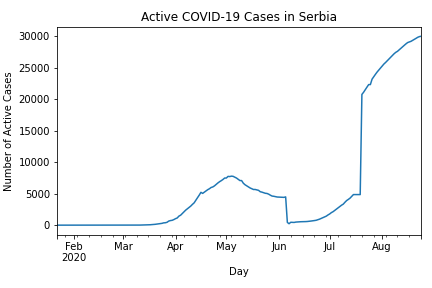 Active COVID-19 Cases in Serbia
30000
25000
20000
15000
10000
5000
0
Number of Active Cases
Feb Mar Apr May Jun Jul Aug
2020
Day